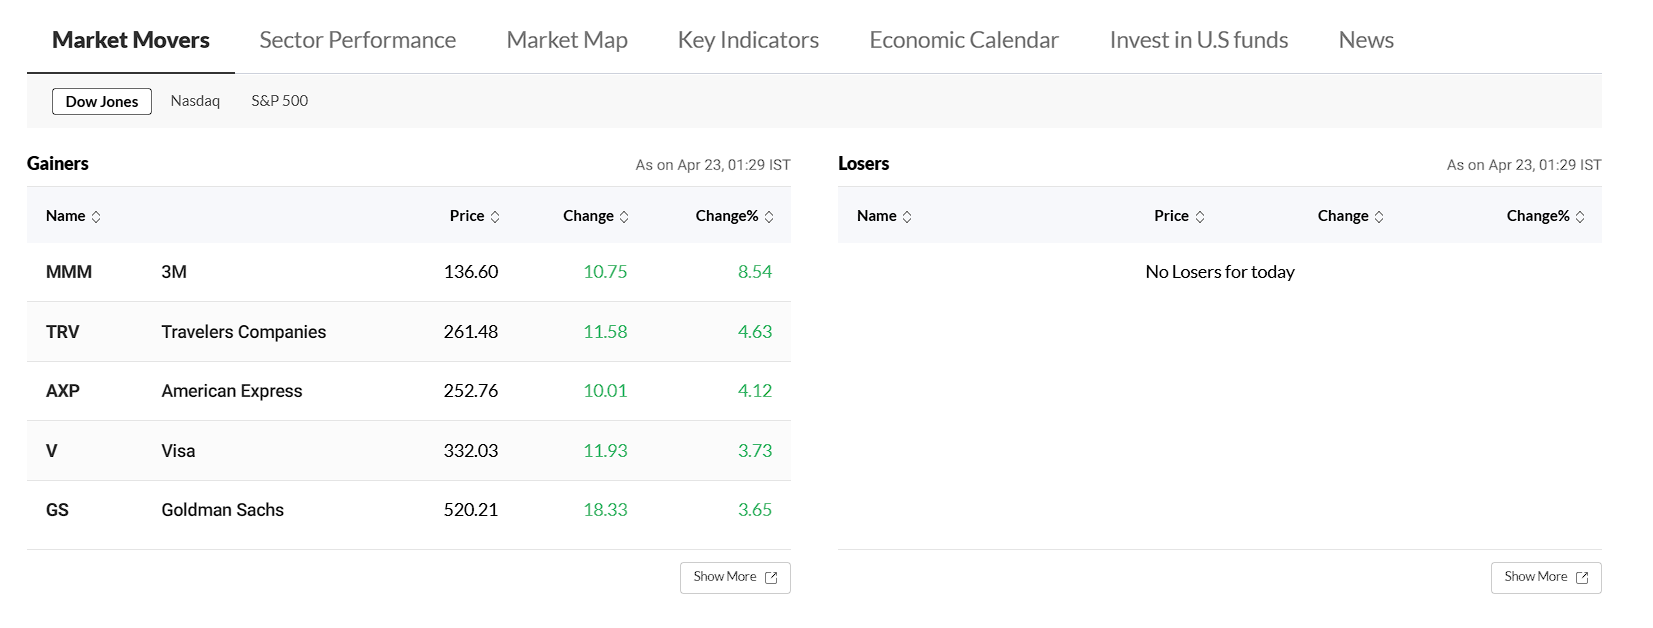 Market Movers Sector Performance Market Map Key Indicators Economic Calendar Invest in U.S funds News
Dow Jones Nasdaq S&P 500
Gainers As on Apr 23, 01:29 IST
Name Price Change Change%
MMM 3M 136.60 10.75 8.54
TRV Travelers Companies 261.48 11.58 4.63
AXP American Express 252.76 10.01 4.12
V Visa 332.03 11.93 3.73
GS Goldman Sachs 520.21 18.33 3.65
Show More
Losers As on Apr 23, 01:29 IST
Name Price Change Change%
No Losers for today
Show More